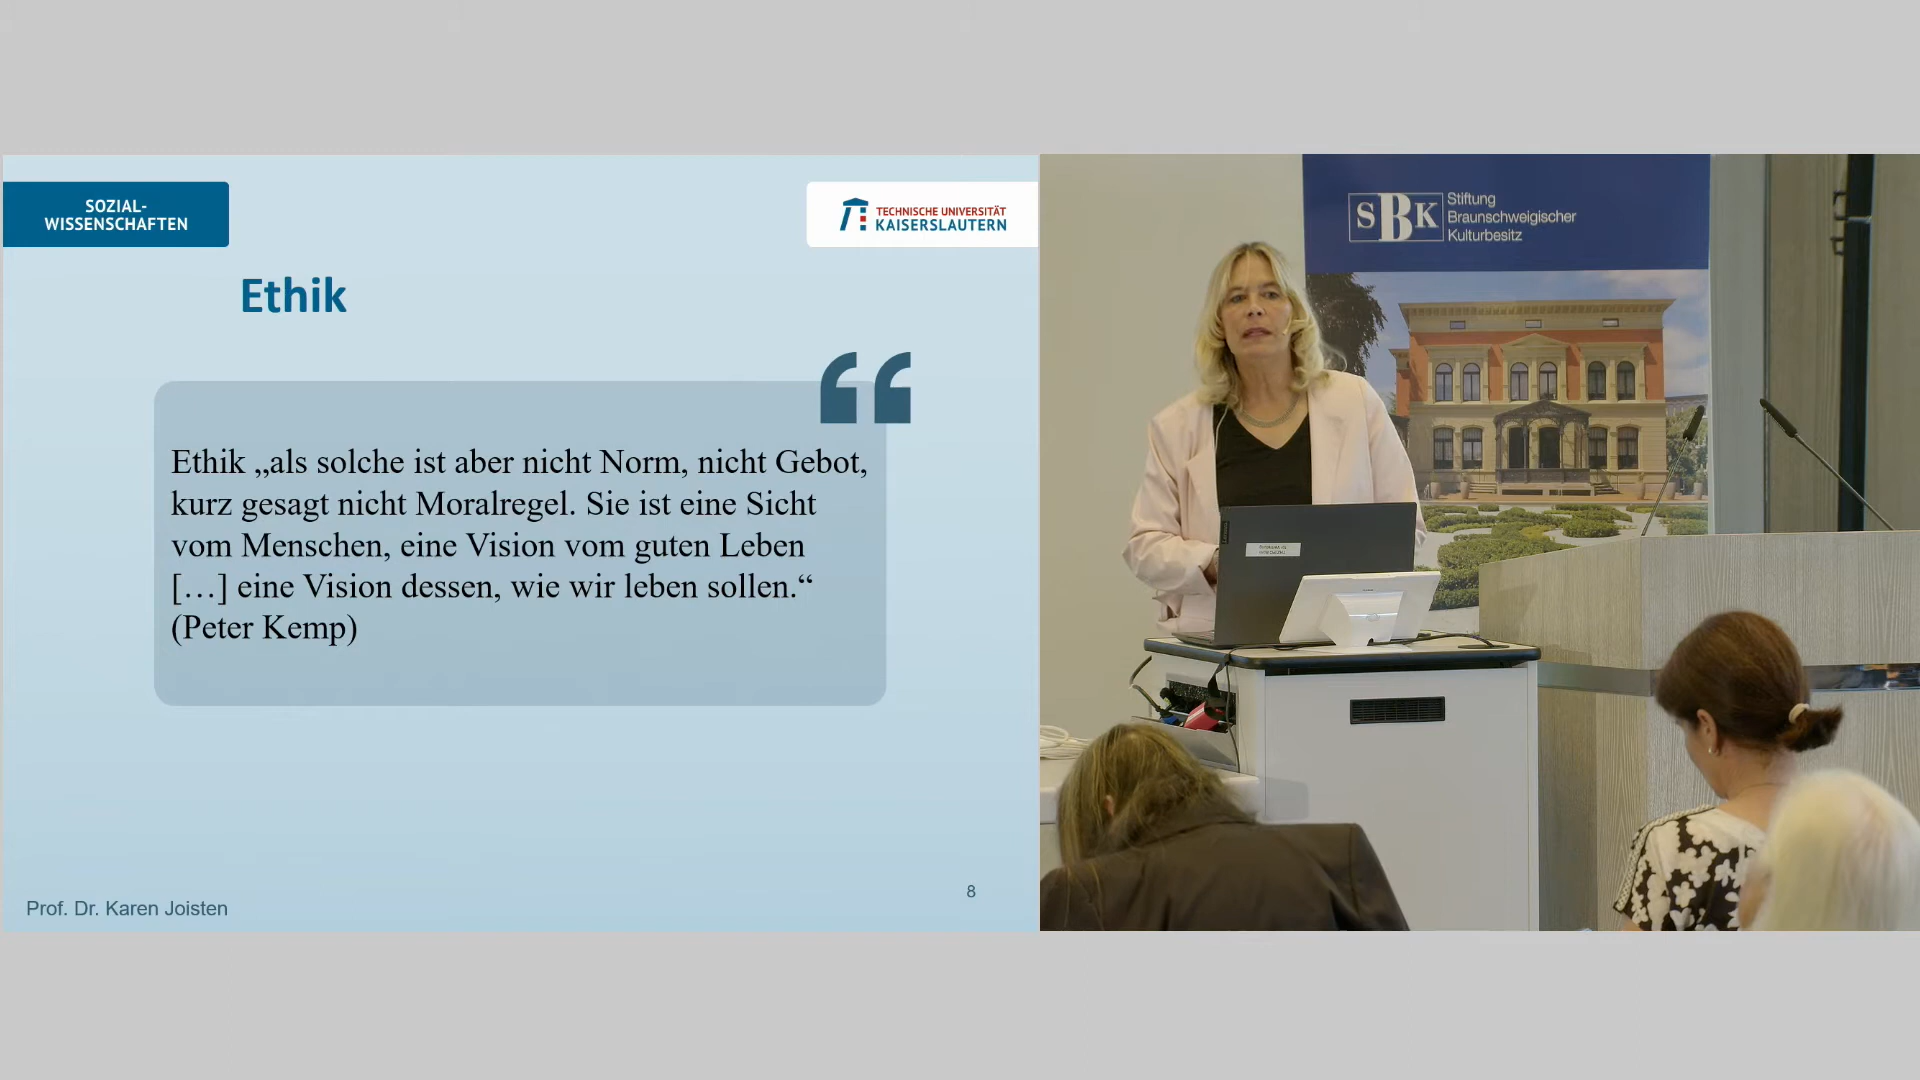 SOZIAL-
WISSENSCHAFTEN
TECHNISCHE UNIVERSITÄT
KAISERSLAUTERN
Ethik
Ethik „als solche ist aber nicht Norm, nicht Gebot,
kurz gesagt nicht Moralregel. Sie ist eine Sicht
vom Menschen, eine Vision vom guten Leben
[…] eine Vision dessen, wie wir leben sollen.“
(Peter Kemp)
Prof. Dr. Karen Joisten
8
SBK
Stiftung
Braunschweigischer
Kulturbesitz